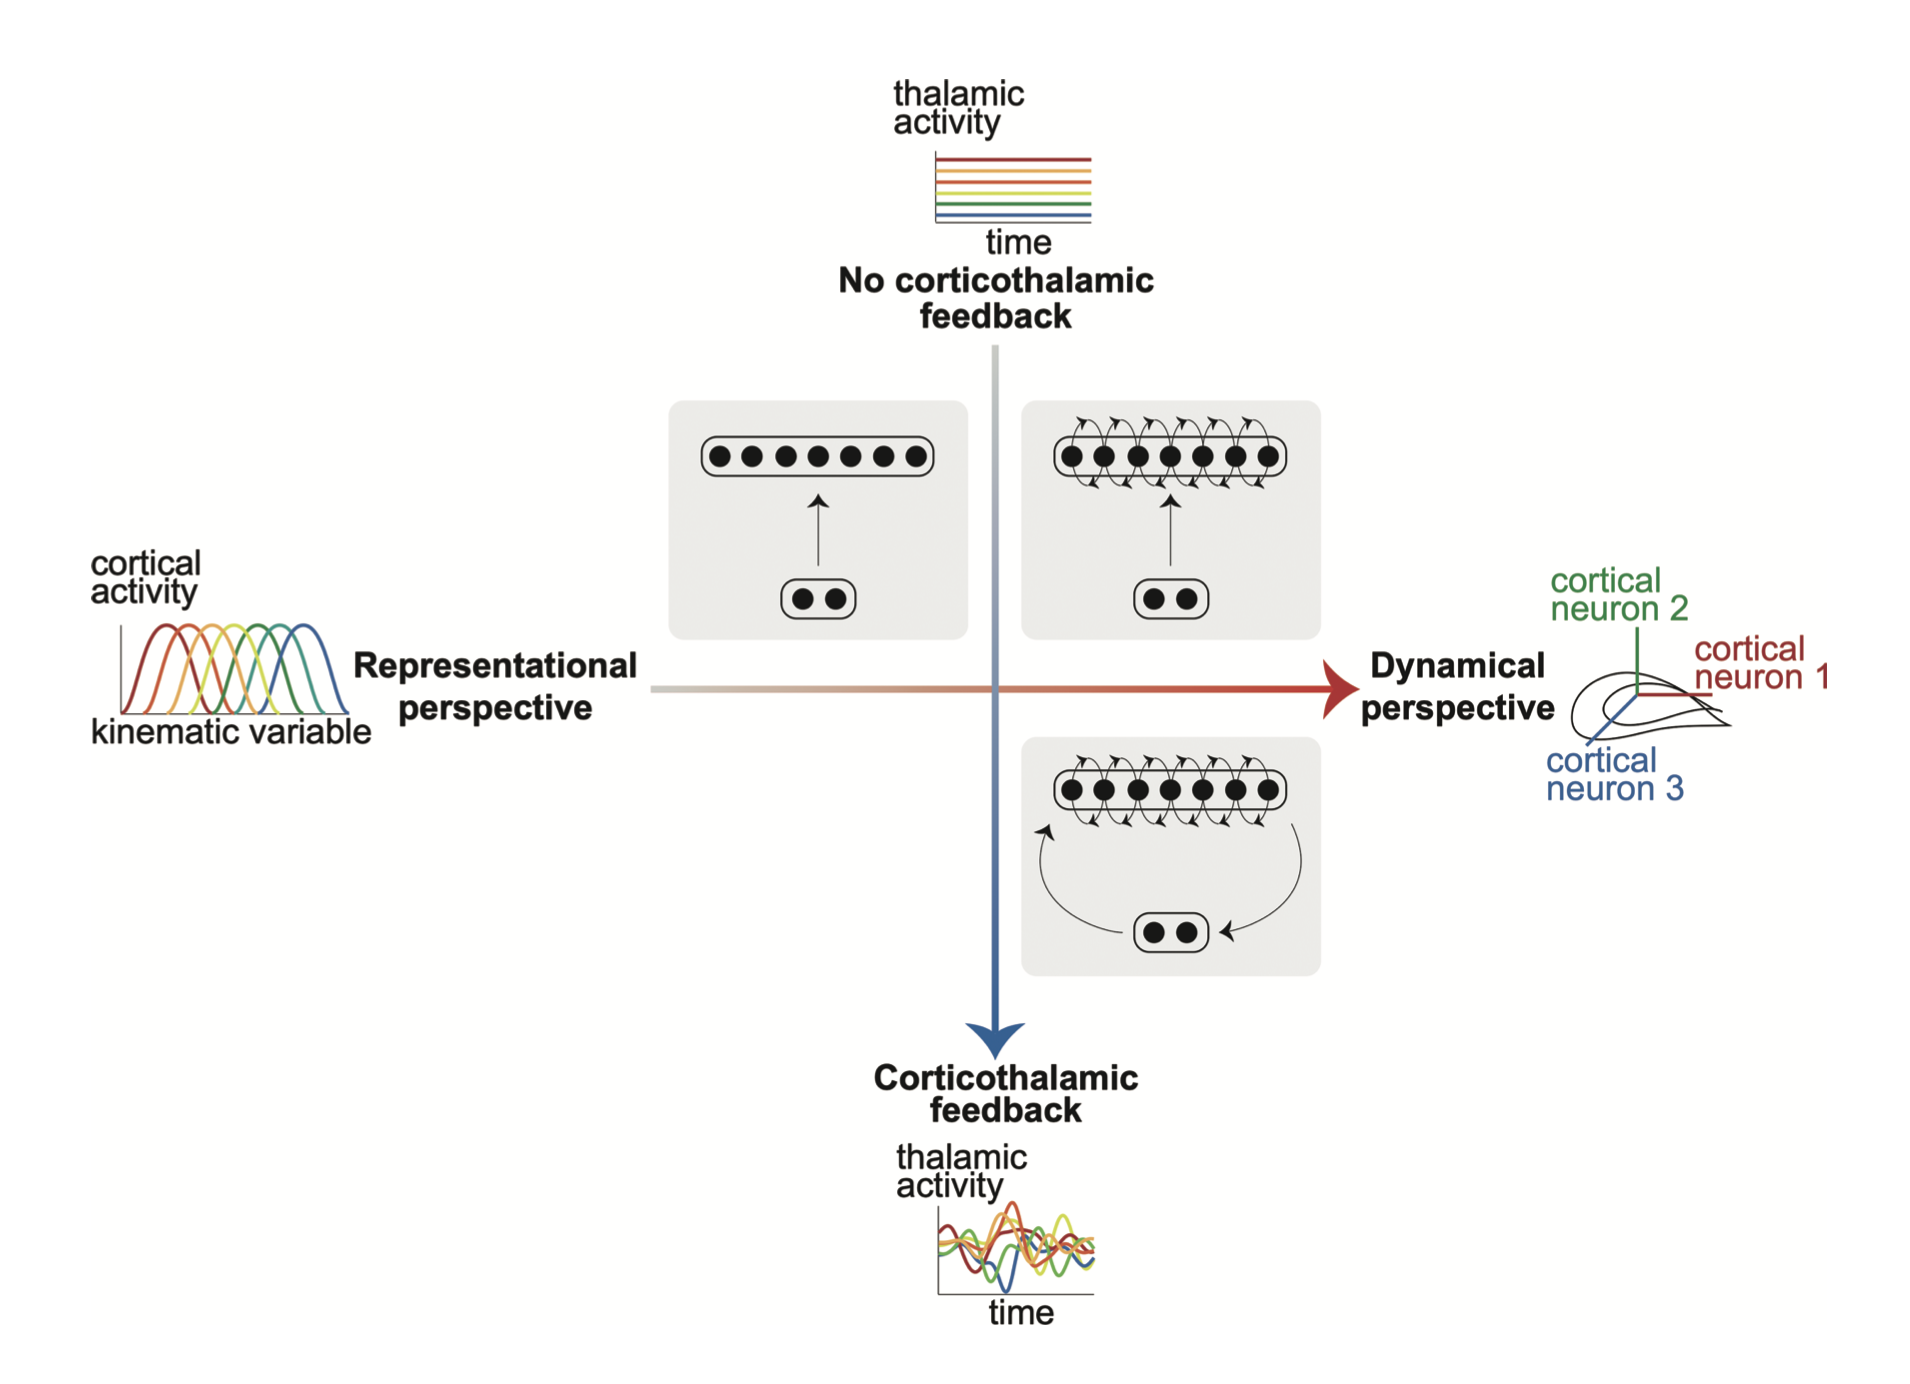 thalamic
activity
time
No corticothalamic
feedback
cortical
activity
kinematic variable
Representational
perspective
Dynamical
perspective
cortical
neuron 2
cortical
neuron 1
cortical
neuron 3
Corticothalamic
feedback
thalamic
activity
time